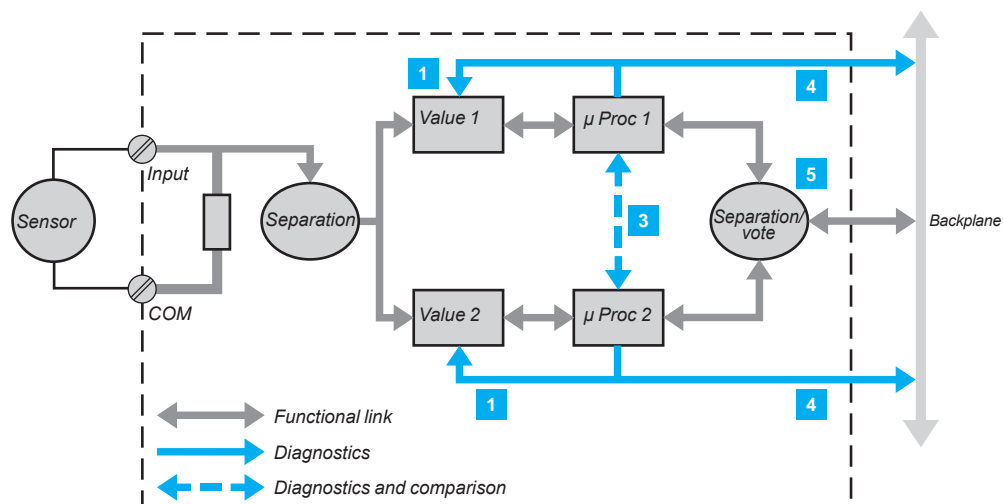 1
4
Value 1
µ Proc 1
Input
5
Sensor
Separation
3
Separation/
vote
Backplane
COM
Value 2
µ Proc 2
1
4
Functional link
Diagnostics
Diagnostics and comparison